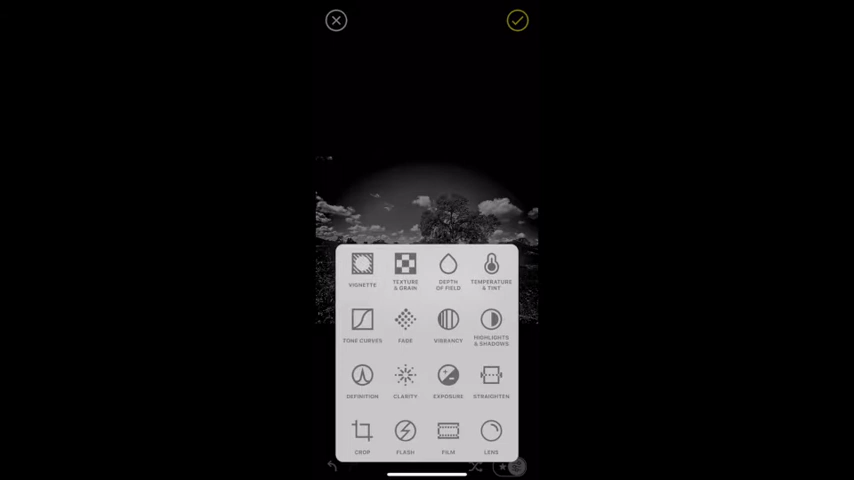 VIGNETTE
TEXTURE & GRAIN
DEPTH OF FIELD
TEMPERATURE & TINT
TONE CURVES
FADE
VIBRANCY
HIGHLIGHTS & SHADOWS
DEFINITION
CLARITY
EXPOSURE
STRAIGHTEN
CROP
FLASH
FILM
LENS